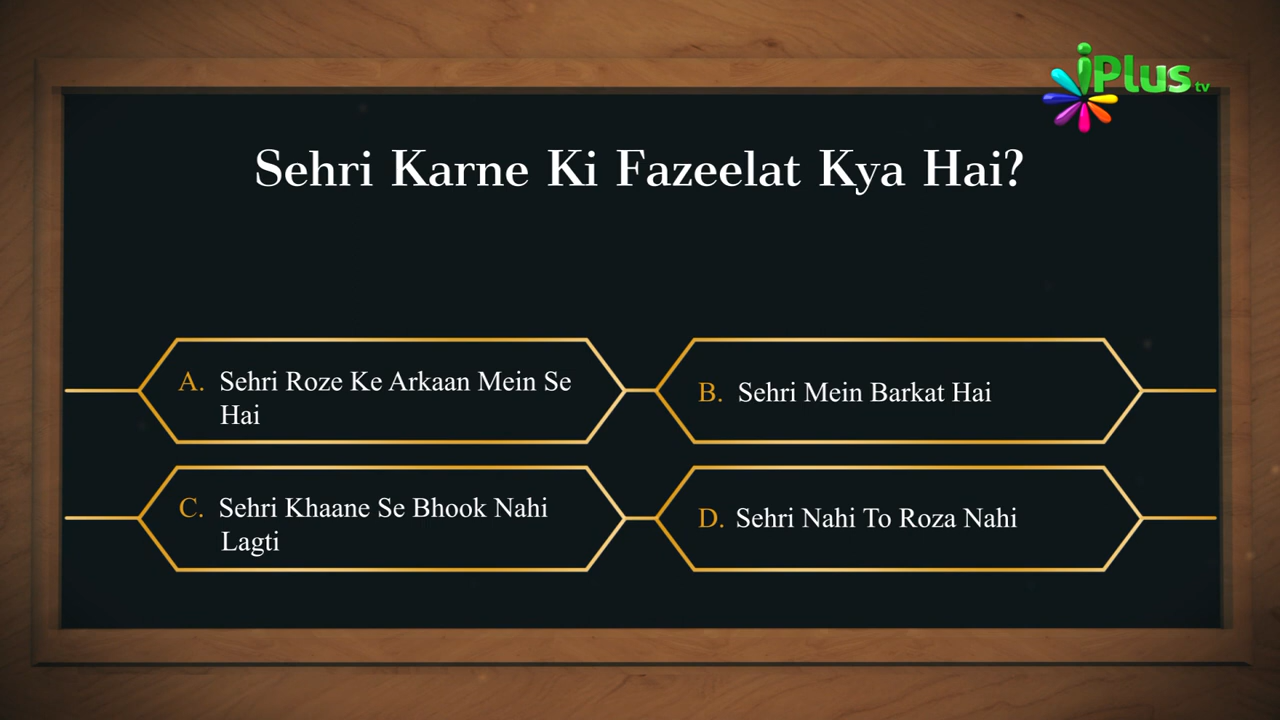 iPlus tv
Sehri Karne Ki Fazeelat Kya Hai?
A. Sehri Roze Ke Arkaan Mein Se
Hai
B. Sehri Mein Barkat Hai
C. Sehri Khaane Se Bhook Nahi
Lagti
D. Sehri Nahi To Roza Nahi